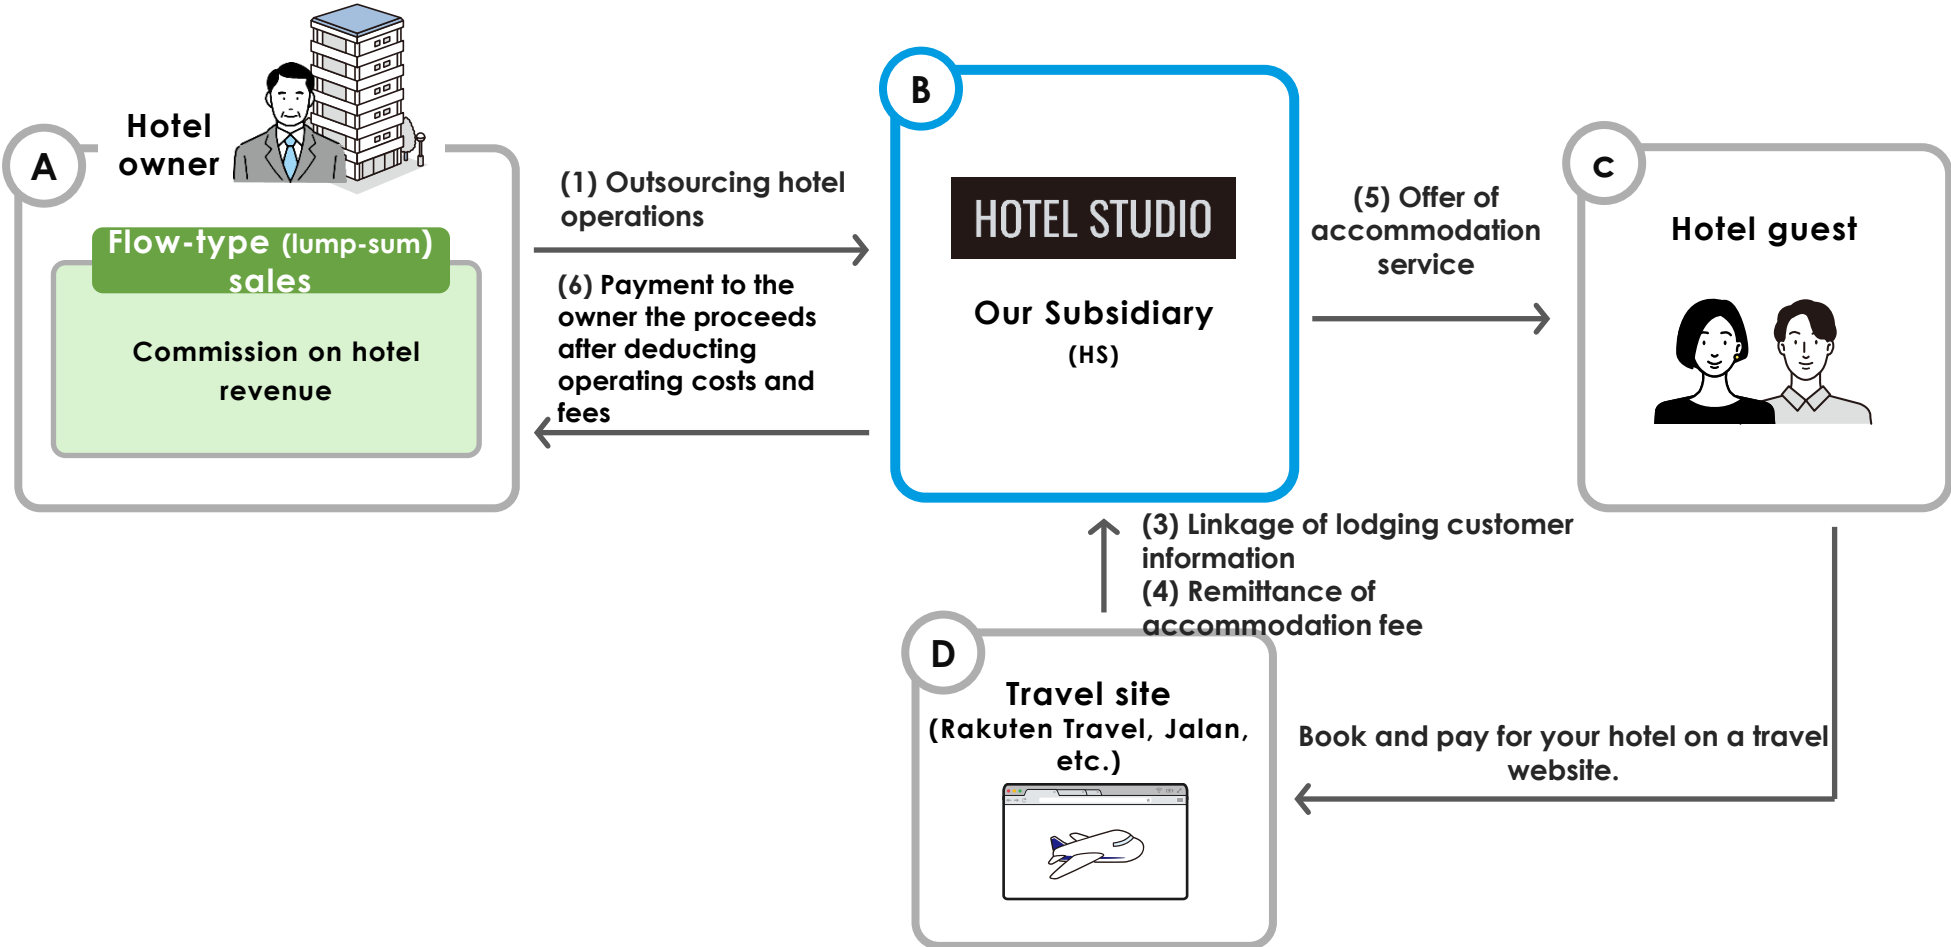 A
Hotel
owner
Flow-type (lump-sum)
sales
Commission on hotel
revenue
(1) Outsourcing hotel
operations
(6) Payment to the
owner the proceeds
after deducting
operating costs and
fees
B
HOTEL STUDIO
Our Subsidiary
(HS)
(5) Offer of
accommodation
service
c
Hotel guest
(3) Linkage of lodging customer
information
(4) Remittance of
accommodation fee
D
Travel site
(Rakuten Travel, Jalan,
etc.)
Book and pay for your hotel on a travel
website.